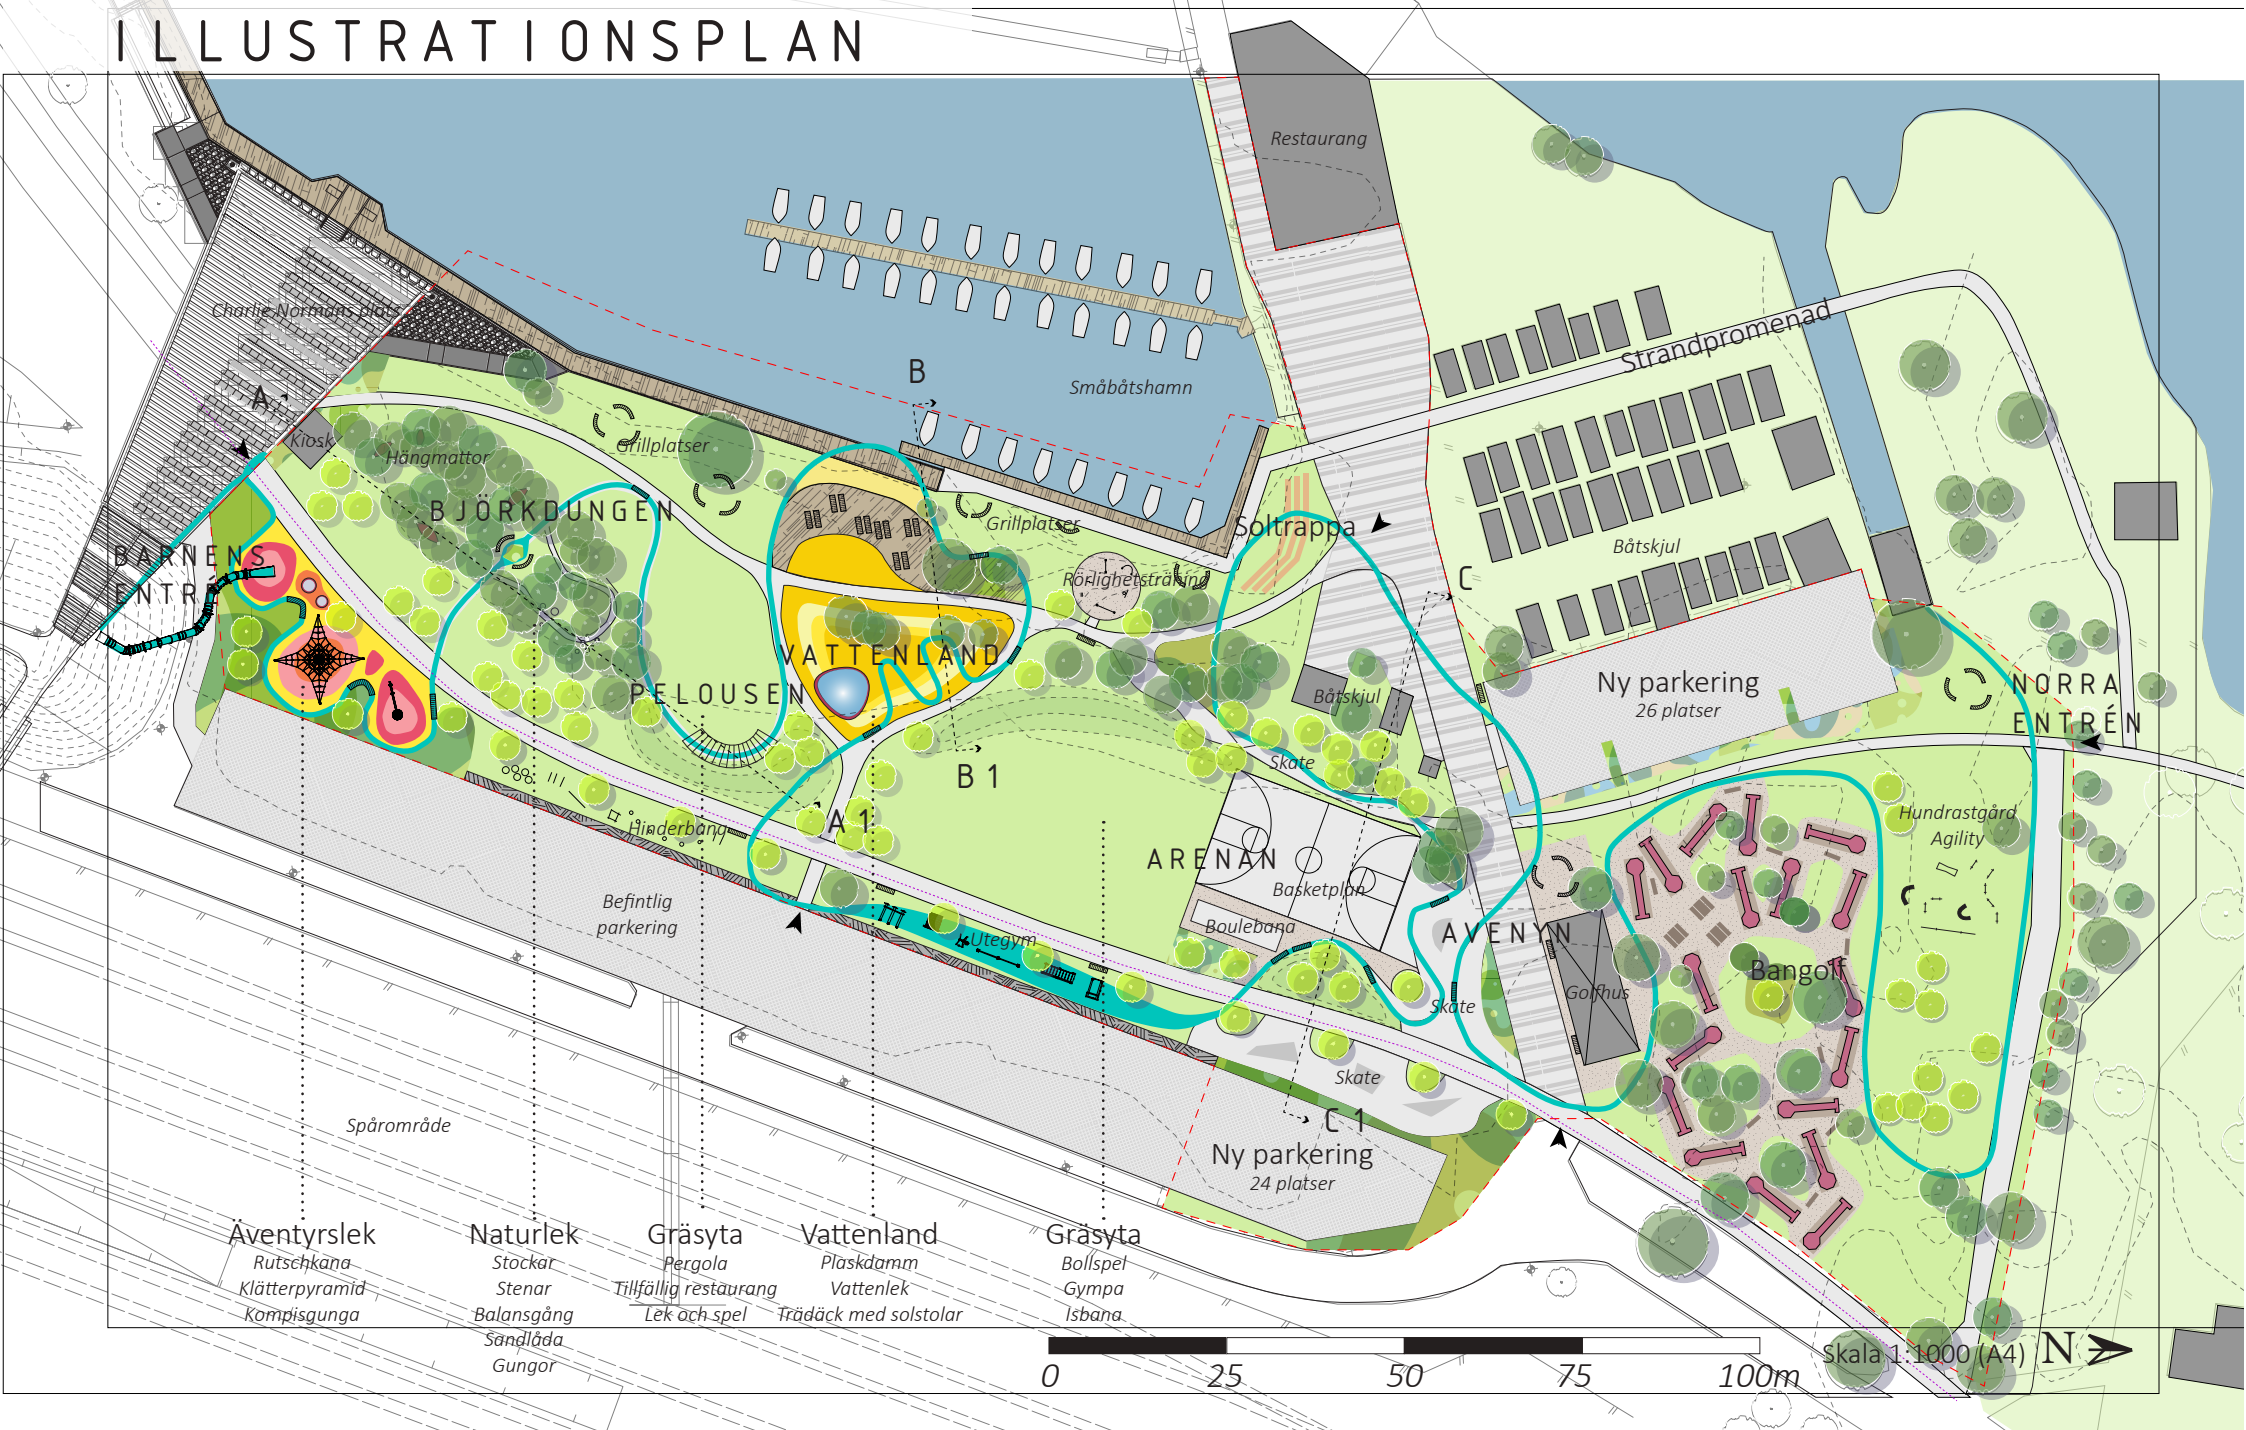 ILLUSTRATIONSPLAN
Restaurang
Charlie Normans plats
Strandpromenad
B
Småbåtshamn
A
Kiosk
Hängmattor
Grillplatser
BJÖRKDUNGEN
Grillplatser
Soltrappa
Båtskjul
BARNENS
ENTRÉ
Rörlighetsträning
C
VATTENLAND
PELOUSEN
Båtskjul
Ny parkering
26 platser
NORRA
ENTRÉN
B 1
Skate
A 1
Hinderbana
Hundrastgård
Agility
ARENAN
Basketplan
Boulebana
Befintlig
parkering
Utegym
AVENYN
Bangolf
Golfhus
Skate
Skate
C 1
Spårområde
Ny parkering
24 platser
Äventyrslek
Rutschkana
Klätterpyramid
Kompisgunga
Naturlek
Stockar
Stenar
Balansgång
Sandlåda
Gungor
Gräsyta
Pergola
Tillfällig restaurang
Lek och spel
Vattenland
Plaskdamm
Vattenlek
Trädäck med solstolar
Gräsyta
Bollspel
Gympa
Isbana
0 25 50 75 100m
Skala 1:1000 (A4)
N